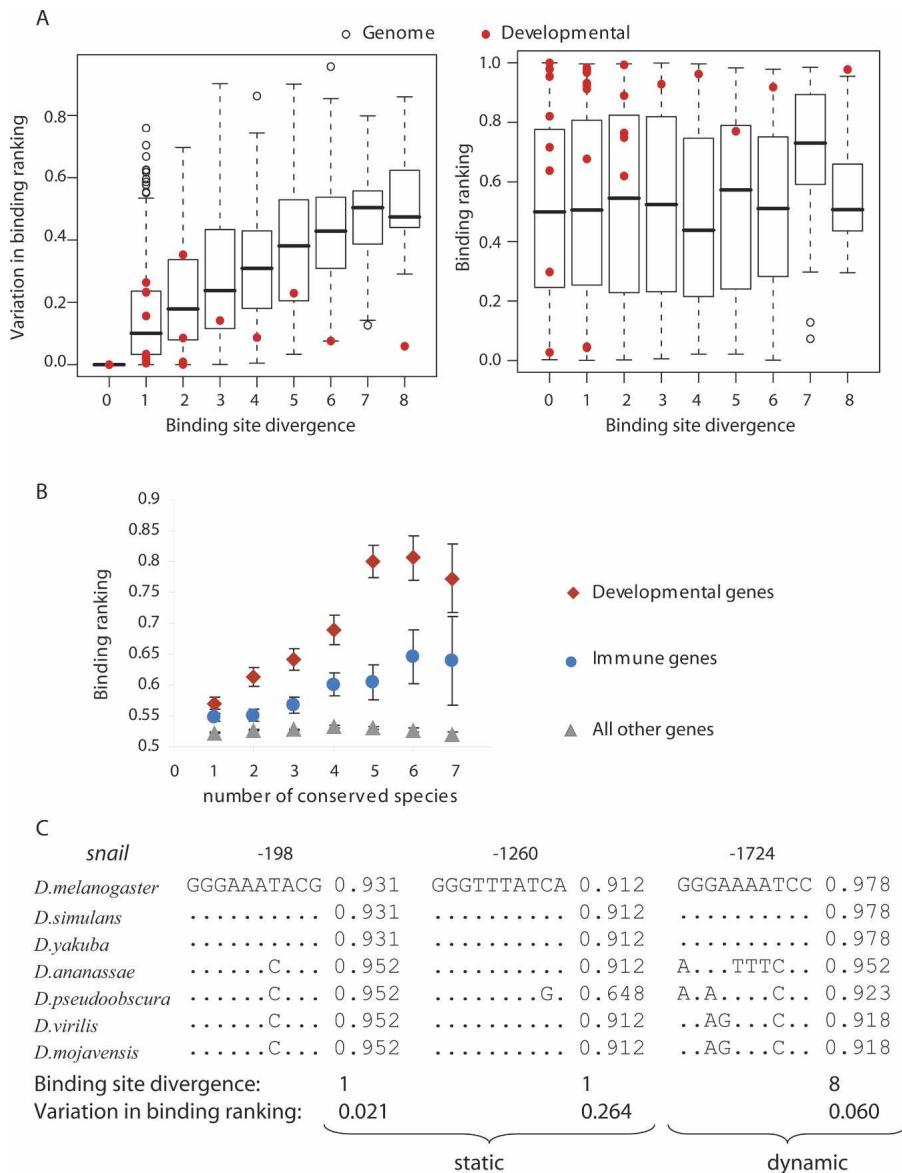 A
Genome
Developmental
Variation in binding ranking
0.8
0.4
0.2
0.0
0 1 2 3 4 5 6 7 8
Binding site divergence
Binding ranking
1.0
0.8
0.6
0.4
0.2
0.0
0 1 2 3 4 5 6 7 8
Binding site divergence
B
Binding ranking
0.9
0.85
0.8
0.75
0.7
0.65
0.6
0.55
0.5
0 1 2 3 4 5 6 7
number of conserved species
Developmental genes
Immune genes
All other genes
C
snail -198 -1260 -1724
D.melanogaster GGGAAATACG 0.931 GGGTTTATCA 0.912 GGGAAAATCC 0.978
D.simulans .......... 0.931 .......... 0.912 .......... 0.978
D.yakuba .......... 0.931 .......... 0.912 .......... 0.978
D.ananassae ......C... 0.952 .......... 0.912 A...TTTC.. 0.952
D.pseudoobscura ......C... 0.952 ........G. 0.648 A.A....C.. 0.923
D.virilis ......C... 0.952 .......... 0.912 ..AG...C.. 0.918
D.mojavensis ......C... 0.952 .......... 0.912 ..AG...C.. 0.918
Binding site divergence: 1 1 8
Variation in binding ranking: 0.021 0.264 0.060
static dynamic